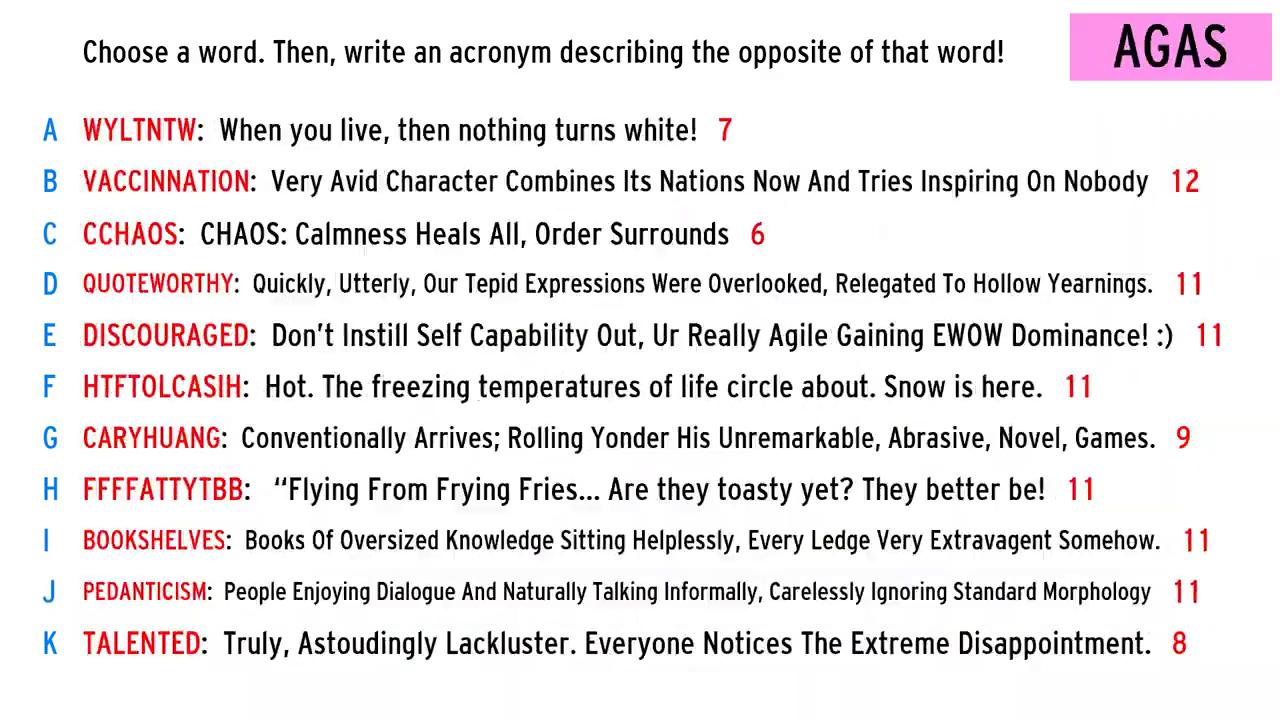 Choose a word. Then, write an acronym describing the opposite of that word!
AGAS
A WYLTNTW: When you live, then nothing turns white! 7
B VACCINNATION: Very Avid Character Combines Its Nations Now And Tries Inspiring On Nobody 12
C CCHAOS: CHAOS: Calmness Heals All, Order Surrounds 6
D QUOTEWORTHY: Quickly, Utterly, Our Tepid Expressions Were Overlooked, Relegated To Hollow Yearnings. 11
E DISCOURAGED: Don't Instill Self Capability Out, Ur Really Agile Gaining EWOW Dominance! :) 11
F HTFTOLCASIH: Hot. The freezing temperatures of life circle about. Snow is here. 11
G CARYHUANG: Conventionally Arrives; Rolling Yonder His Unremarkable, Abrasive, Novel, Games. 9
H FFFFATTYTBB: “Flying From Frying Fries... Are they toasty yet? They better be! 11
I BOOKSHELVES: Books Of Oversized Knowledge Sitting Helplessly, Every Ledge Very Extravagent Somehow. 11
J PEDANTICISM: People Enjoying Dialogue And Naturally Talking Informally, Carelessly Ignoring Standard Morphology 11
K TALENTED: Truly, Astoudingly Lackluster. Everyone Notices The Extreme Disappointment. 8